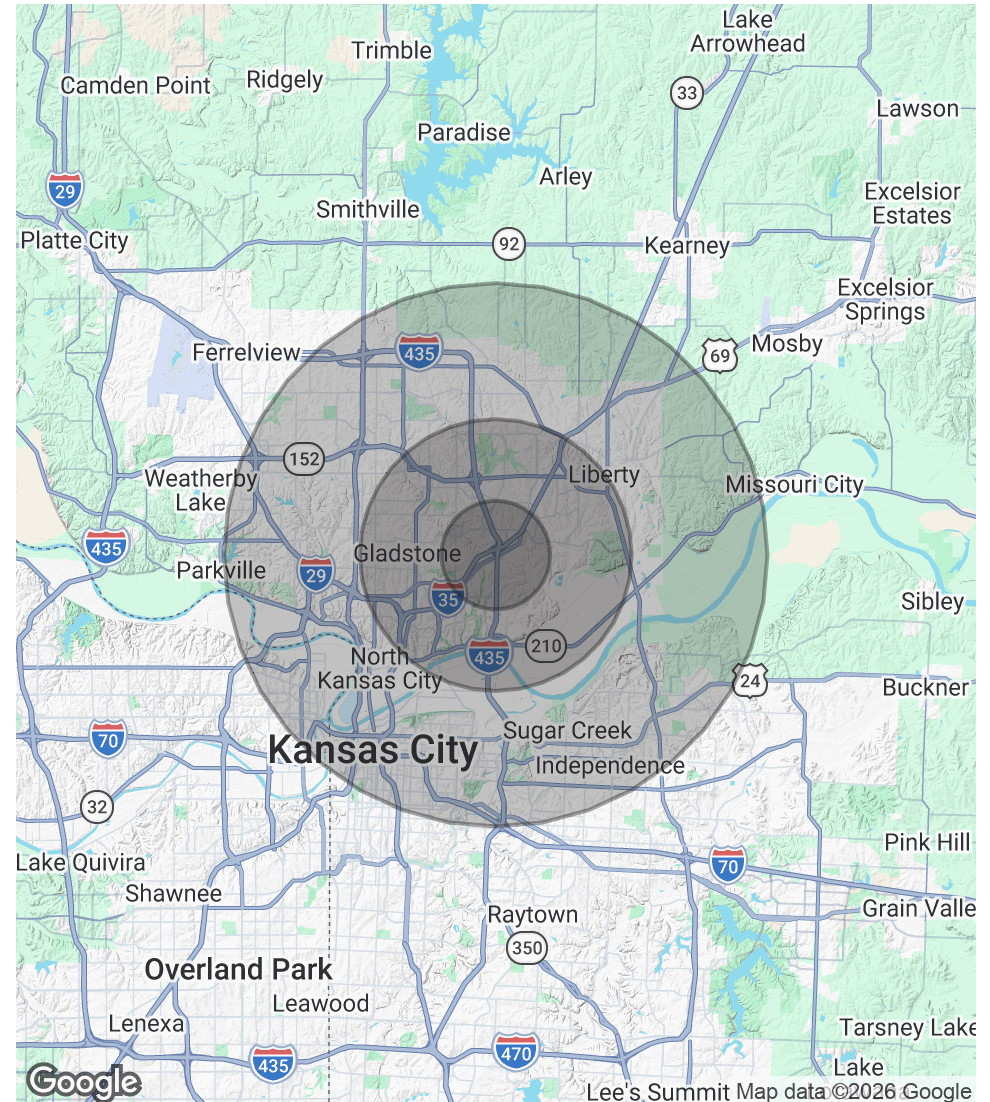 Lake
Arrowhead
Trimble
Camden Point
Ridgely
33
Lawson
Paradise
Arley
29
Excelsior
Estates
Smithville
Platte City
92
Kearney
Excelsior
Springs
Ferrelview
435
69
Mosby
152
Weatherby
Lake
Liberty
Missouri City
435
Gladstone
Parkville
29
35
Sibley
210
North
Kansas City
435
24
Buckner
70
Sugar Creek
Kansas City
Independence
32
Pink Hill
Lake Quivira
70
Shawnee
Grain Valle
Raytown
350
Overland Park
Leawood
Lenexa
Tarsney Lake
435
470
Lake
Google
Lee's Summit
Map data ©2026 Google